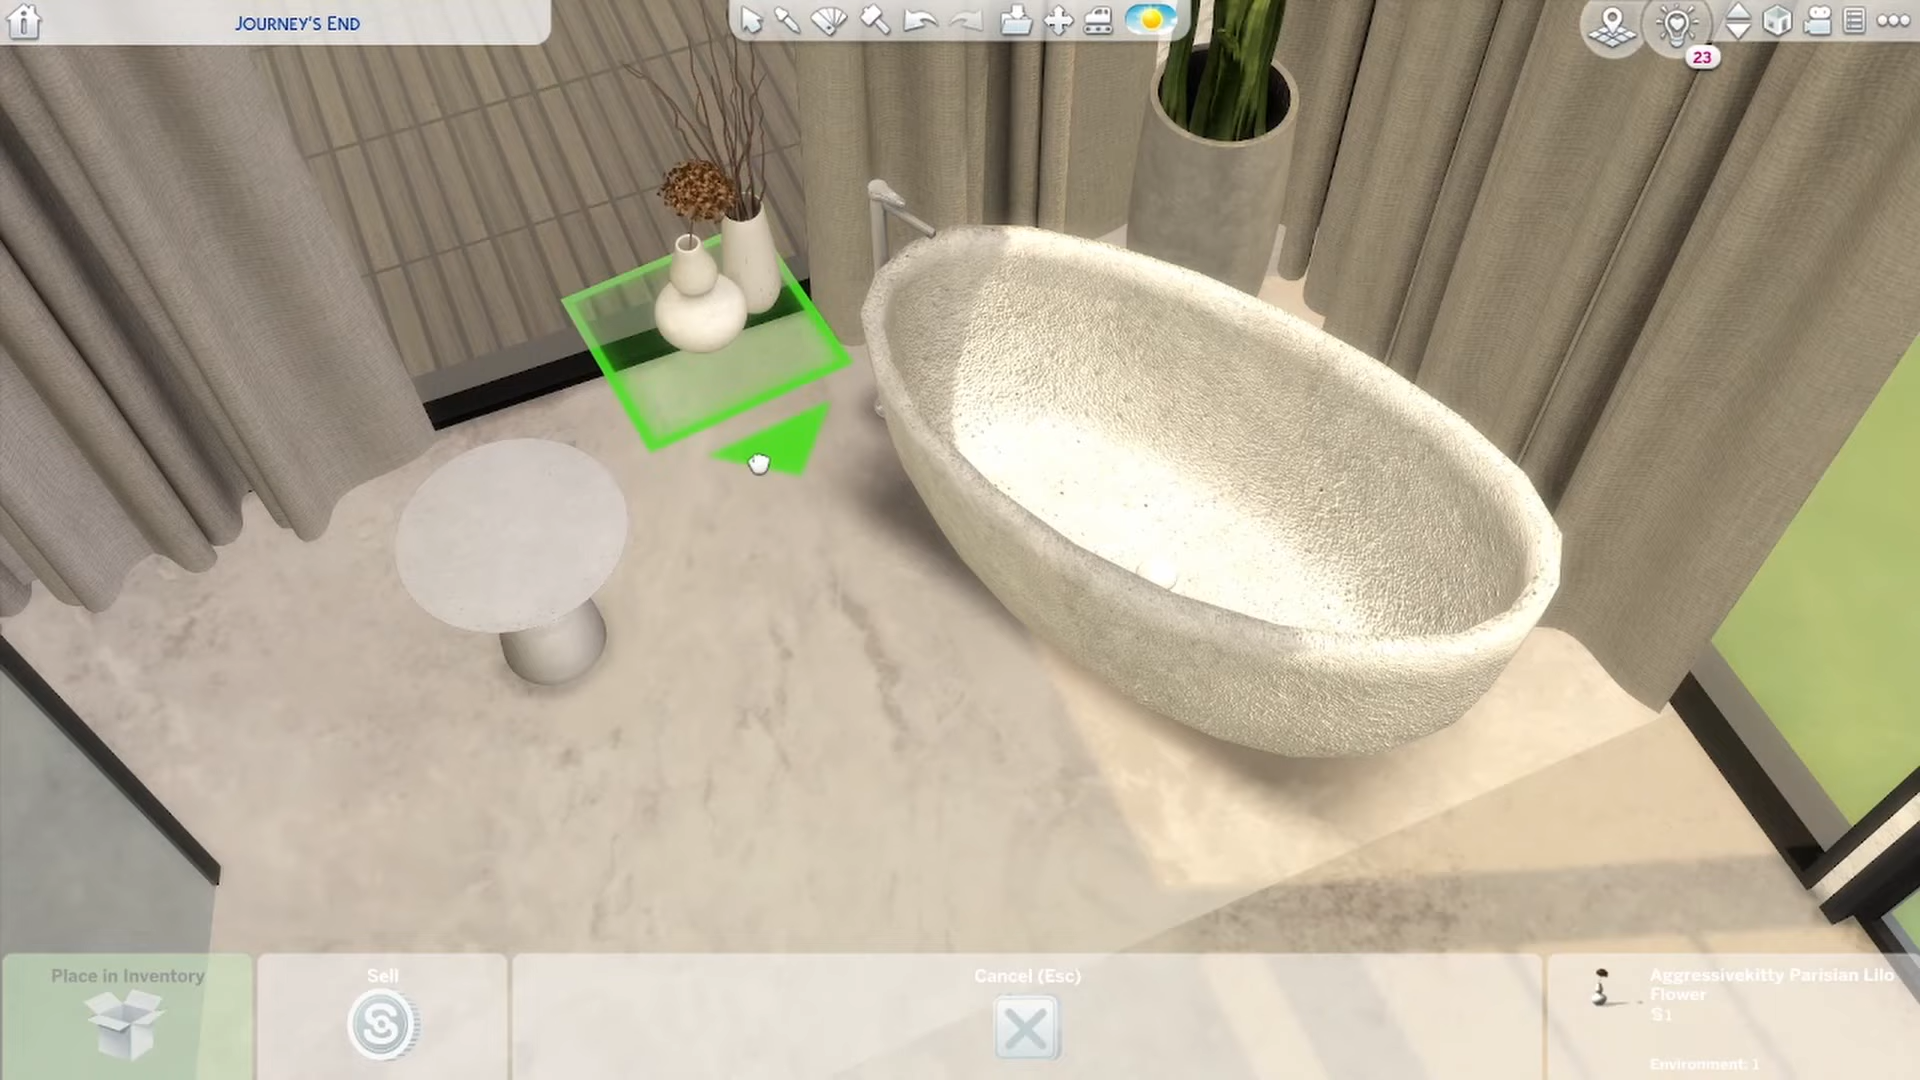 JOURNEY'S END
23
Place in Inventory
Sell
Cancel (Esc)
Aggressivekitty Parisian Lilo
Flower
§1
Environment: 1